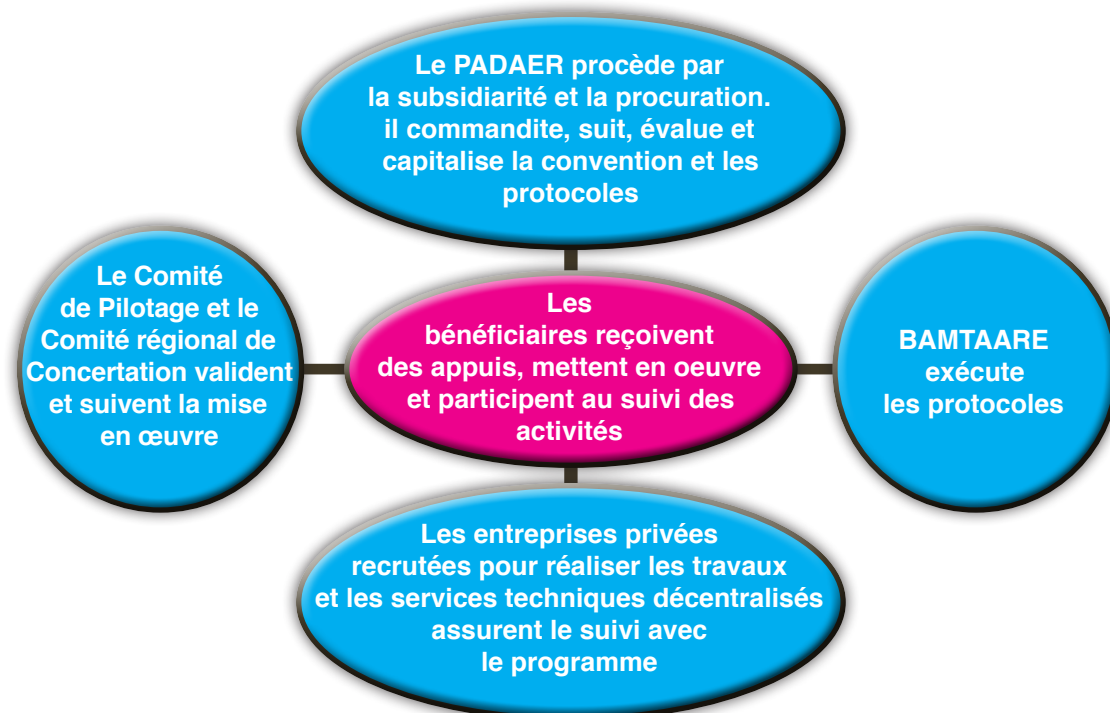 Le PADAER procède par
la subsidiarité et la procuration.
il commandite, suit, évalue et
capitalise la convention et les
protocoles
Le Comité
de Pilotage et le
Comité régional de
Concertation valident
et suivent la mise
en œuvre
Les
bénéficiaires reçoivent
des appuis, mettent en oeuvre
et participent au suivi des
activités
BAMTAARE
exécute
les protocoles
Les entreprises privées
recrutées pour réaliser les travaux
et les services techniques décentralisés
assurent le suivi avec
le programme